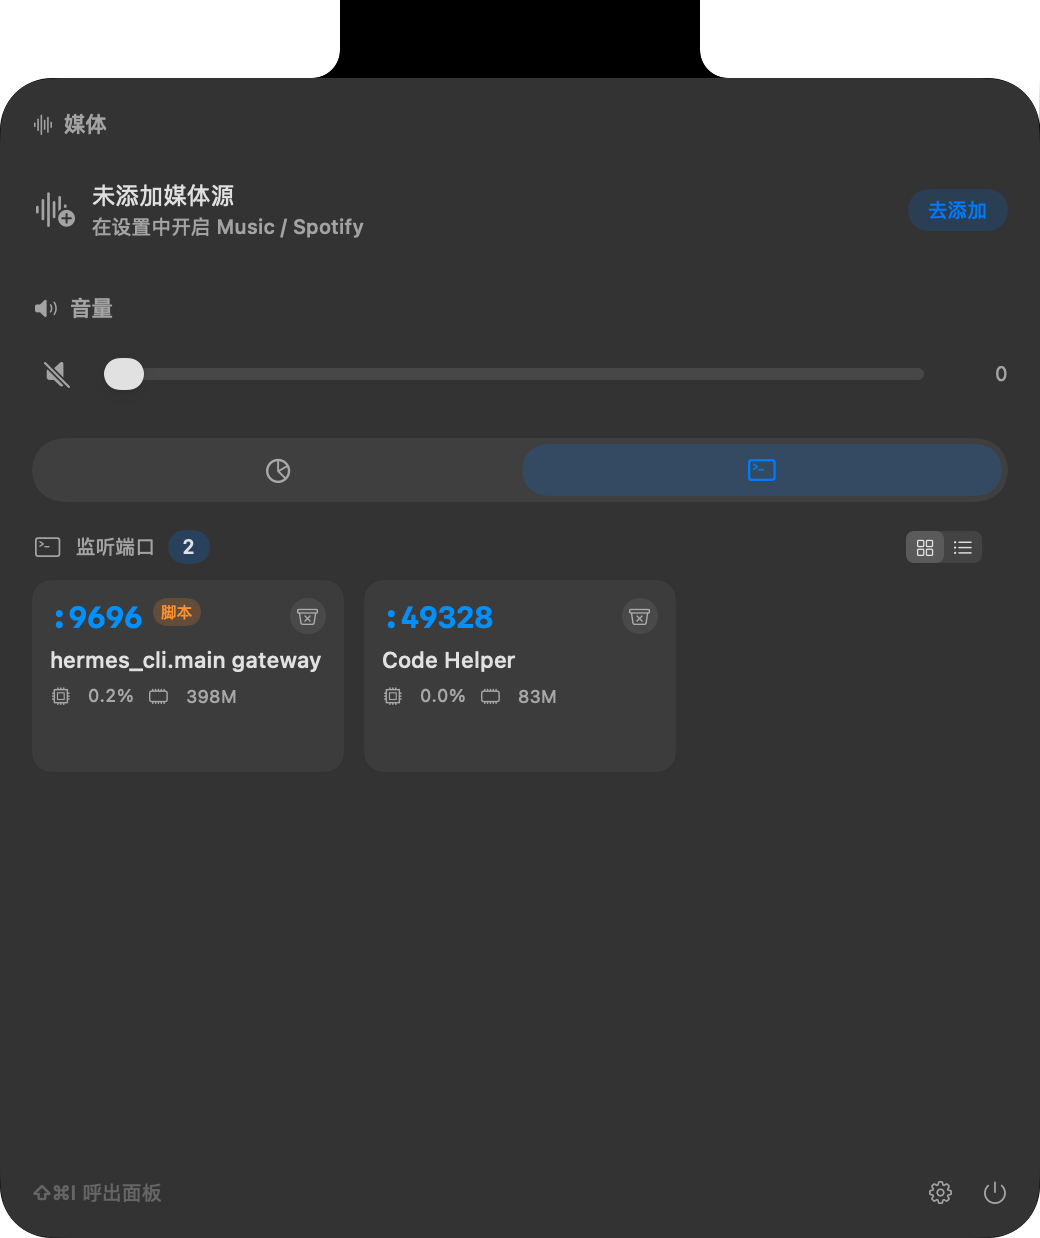 媒体
未添加媒体源
在设置中开启 Music / Spotify
去添加
音量
0
监听端口 2
:9696 脚本
hermes_cli.main gateway
0.2% 398M
:49328
Code Helper
0.0% 83M
⇧⌘I 呼出面板